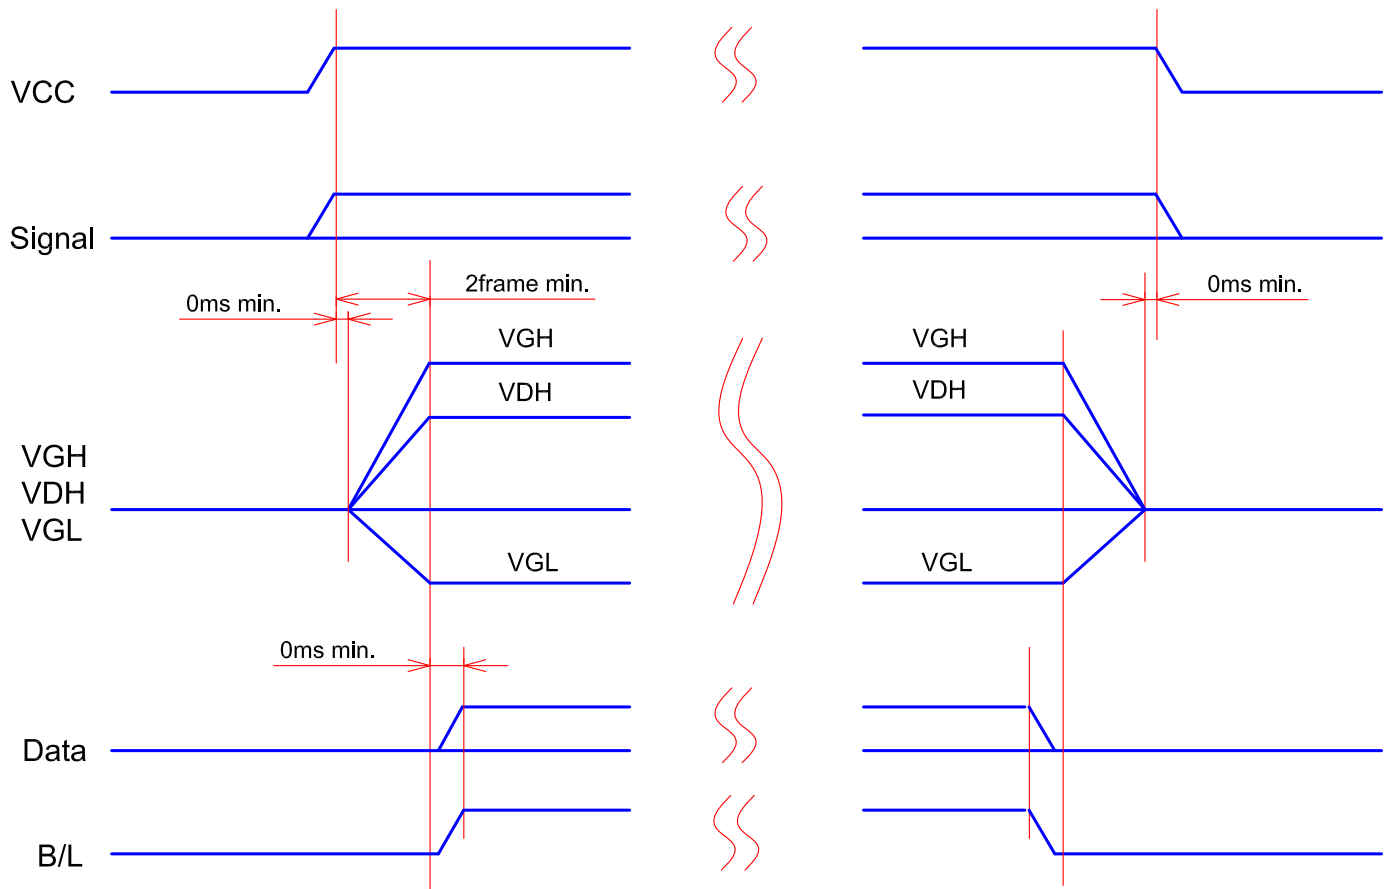 VCC
Signal
2frame min.
0ms min.
0ms min.
VGH
VGH
VDH
VDH
VGH
VDH
VGL
VGL
VGL
0ms min.
Data
B/L